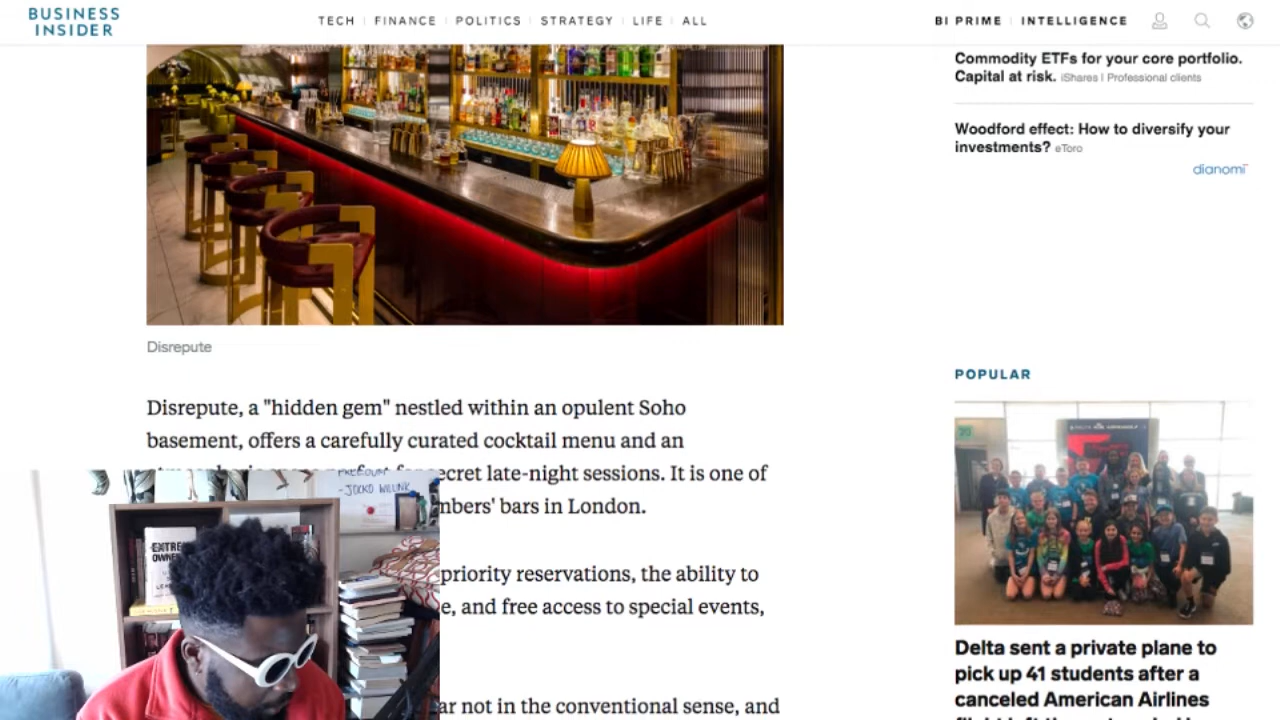 BUSINESS
INSIDER
TECH
FINANCE
POLITICS
STRATEGY
LIFE
ALL
BI PRIME
INTELLIGENCE
Commodity ETFs for your core portfolio.
Capital at risk. iShares | Professional clients
Woodford effect: How to diversify your
investments? eToro
dianomi
POPULAR
Delta sent a private plane to
pick up 41 students after a
canceled American Airlines
Disrepute
Disrepute, a "hidden gem" nestled within an opulent Soho
basement, offers a carefully curated cocktail menu and an
secret late-night sessions. It is one of
bars in London.
priority reservations, the ability to
and free access to special events,
not in the conventional sense, and
-JOCKO WILLINK
EXTRE
OWNE